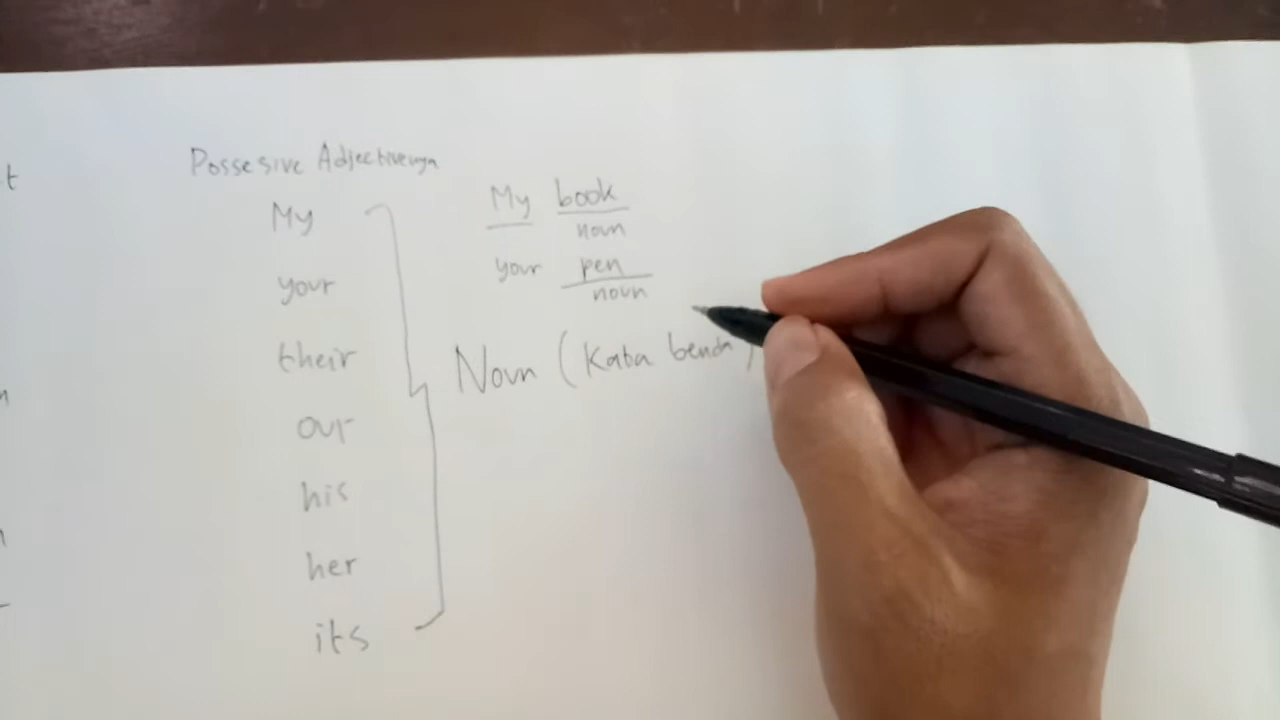 Possesive Adjectivenya
My
your
their
our
his
her
its
My book
noun
your pen
noun
Noun (Kata benda)